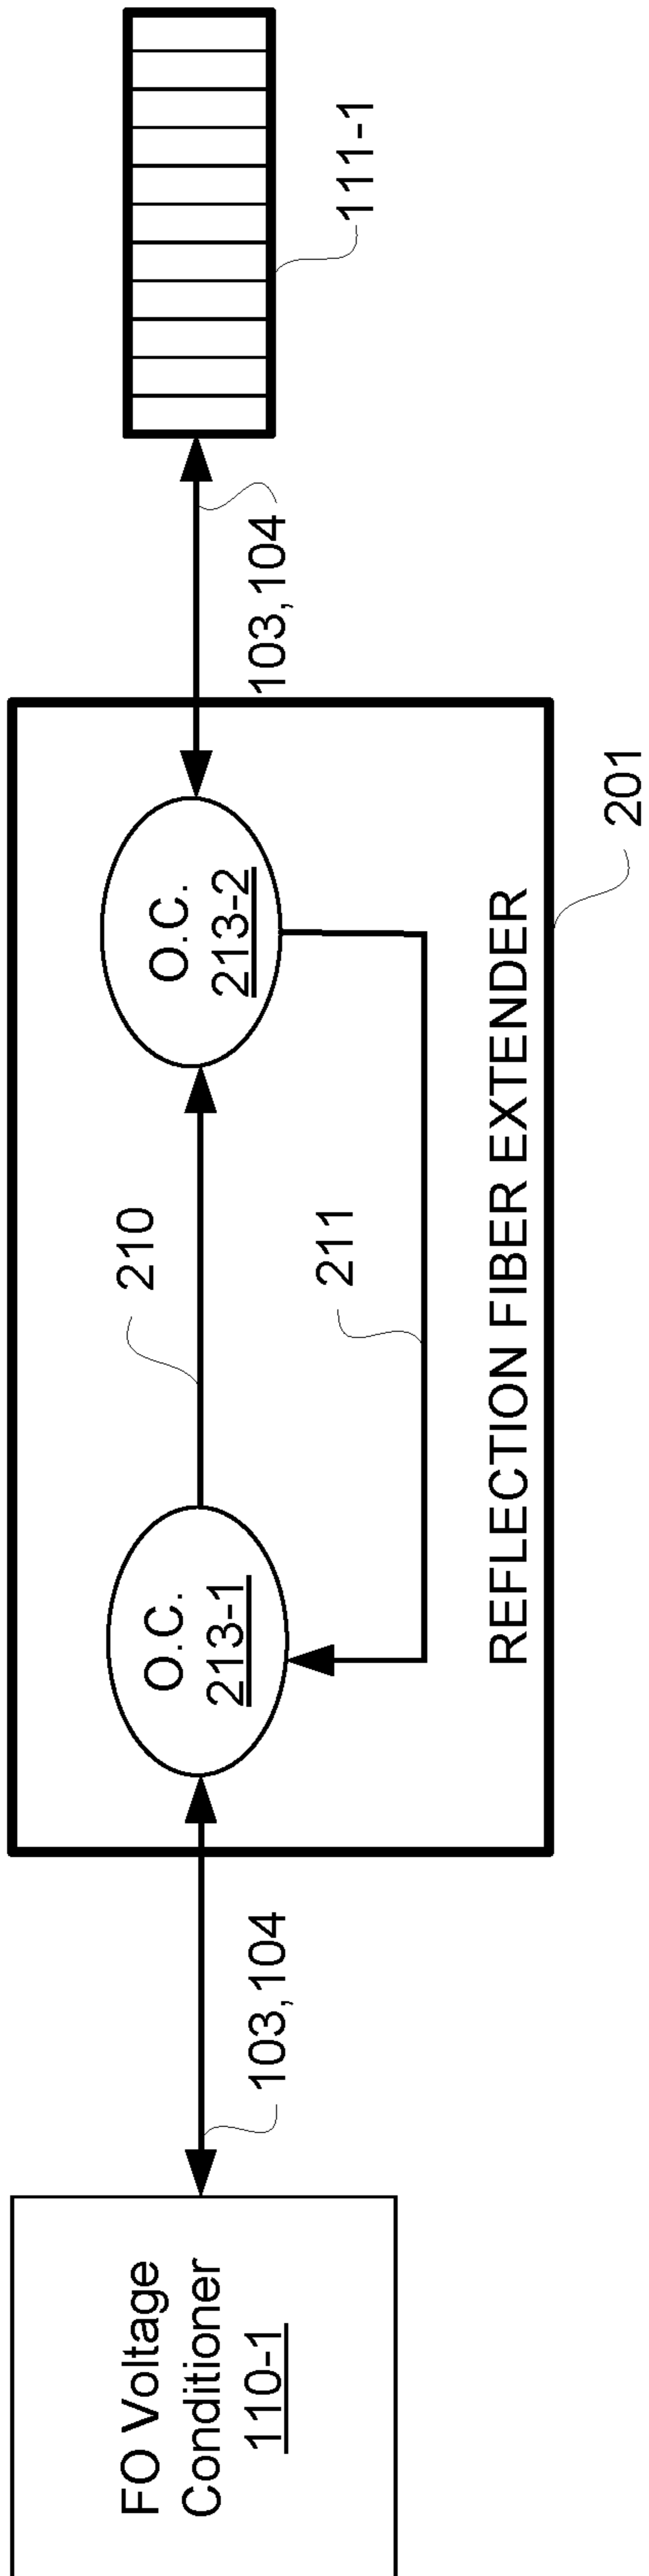 FO Voltage
Conditioner
110-1
103, 104
O.C.
213-1
210
211
O.C.
213-2
REFLECTION FIBER EXTENDER
201
103, 104
111-1